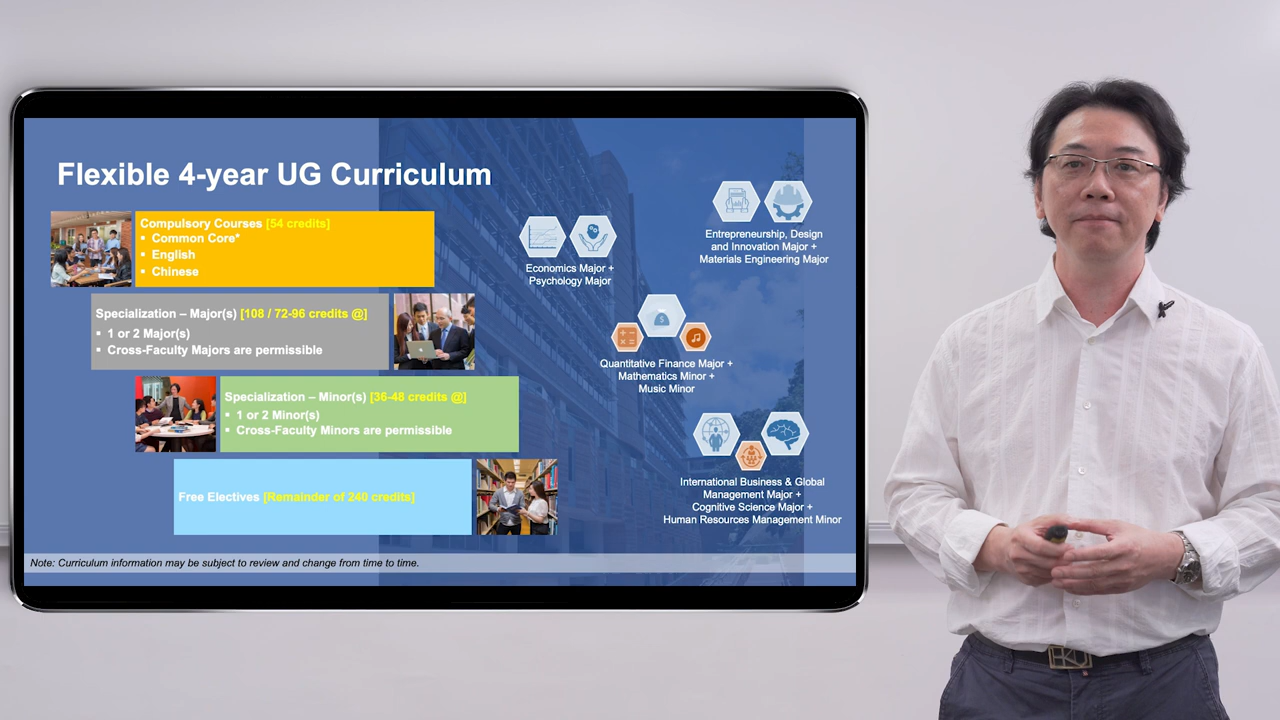 Flexible 4-year UG Curriculum
Compulsory Courses [54 credits]
▪ Common Core*
▪ English
▪ Chinese
Specialization – Major(s) [108 / 72-96 credits @]
▪ 1 or 2 Major(s)
▪ Cross-Faculty Majors are permissible
Specialization – Minor(s) [36-48 credits @]
▪ 1 or 2 Minor(s)
▪ Cross-Faculty Minors are permissible
Free Electives [Remainder of 240 credits]
Economics Major +
Psychology Major
Entrepreneurship, Design
and Innovation Major +
Materials Engineering Major
Quantitative Finance Major +
Mathematics Minor +
Music Minor
International Business & Global
Management Major +
Cognitive Science Major +
Human Resources Management Minor
Note: Curriculum information may be subject to review and change from time to time.